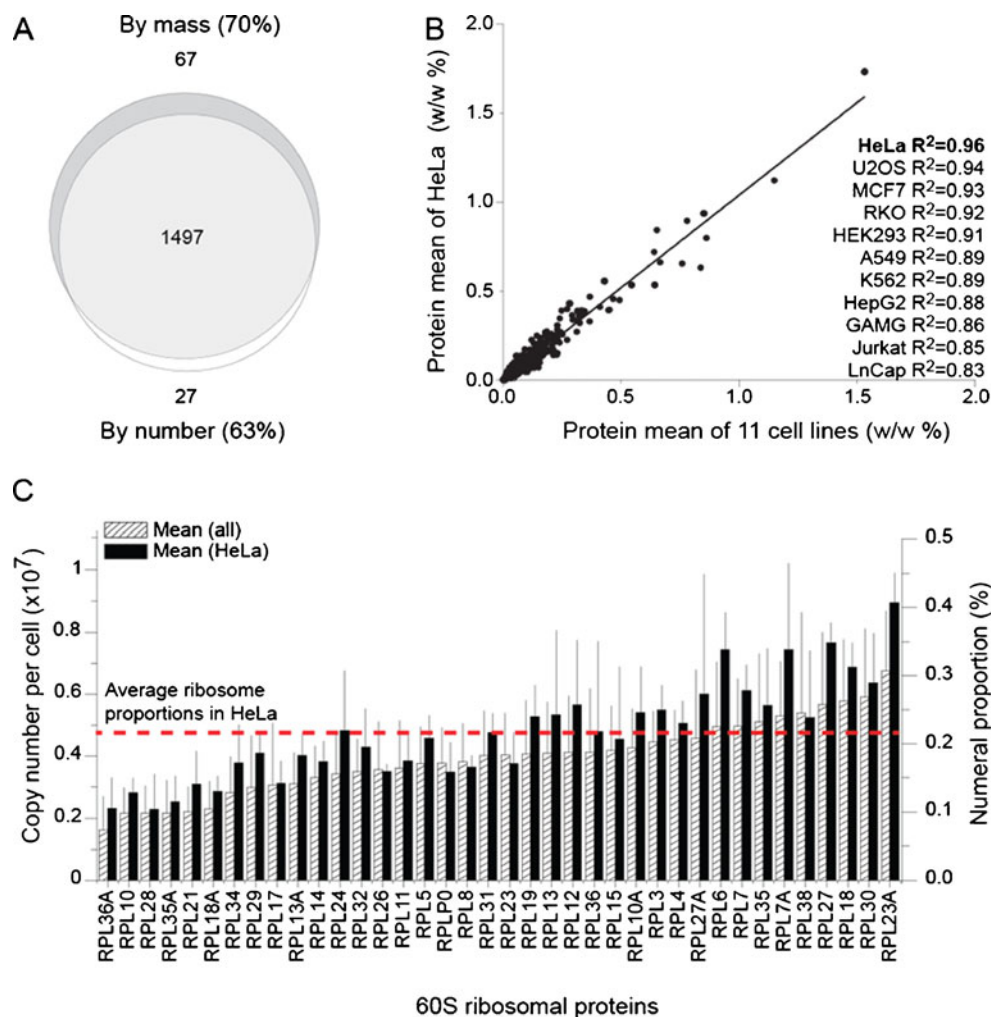 A
By mass (70%)
67
1497
27
By number (63%)
B
Protein mean of HeLa (w/w %)
2.0
1.5
1.0
0.5
0.0
0.0 0.5 1.0 1.5 2.0
Protein mean of 11 cell lines (w/w %)
HeLa R²=0.96
U2OS R²=0.94
MCF7 R²=0.93
RKO R²=0.92
HEK293 R²=0.91
A549 R²=0.89
K562 R²=0.89
HepG2 R²=0.88
GAMG R²=0.86
Jurkat R²=0.85
LnCap R²=0.83
C
Mean (all)
Mean (HeLa)
Copy number per cell (x10⁷)
1
0.8
0.6
0.4
0.2
0
Average ribosome
proportions in HeLa
Numeral proportion (%)
0.5
0.4
0.3
0.2
0.1
0.0
RPL36A
RPL10
RPL28
RPL35A
RPL21
RPL18A
RPL34
RPL29
RPL17
RPL13A
RPL14
RPL24
RPL32
RPL26
RPL11
RPL5
RPLP0
RPL8
RPL31
RPL23
RPL19
RPL13
RPL12
RPL36
RPL15
RPL10A
RPL3
RPL4
RPL27A
RPL6
RPL7
RPL35
RPL7A
RPL38
RPL27
RPL18
RPL30
RPL23A
60S ribosomal proteins